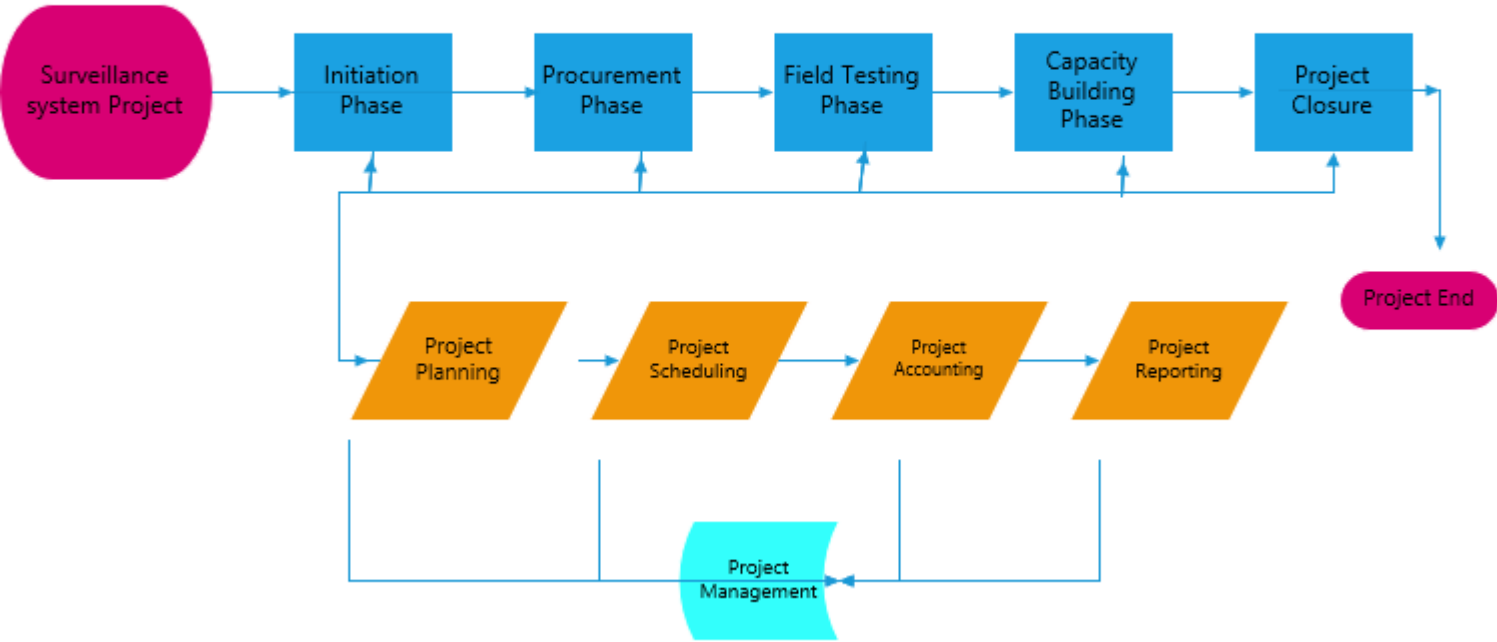 Surveillance
system Project
Initiation
Phase
Procurement
Phase
Field Testing
Phase
Capacity
Building
Phase
Project
Closure
Project End
Project
Planning
Project
Scheduling
Project
Accounting
Project
Reporting
Project
Management